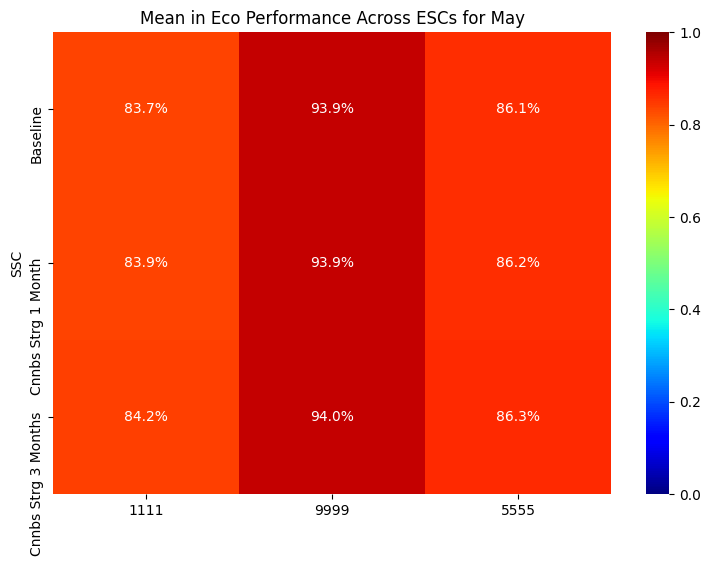 Mean in Eco Performance Across ESCs for May
SSC
Baseline
83.7% 93.9% 86.1%
Cnnbs Strg 1 Month
83.9% 93.9% 86.2%
Cnnbs Strg 3 Months
84.2% 94.0% 86.3%
1111 9999 5555
1.0
0.8
0.6
0.4
0.2
0.0